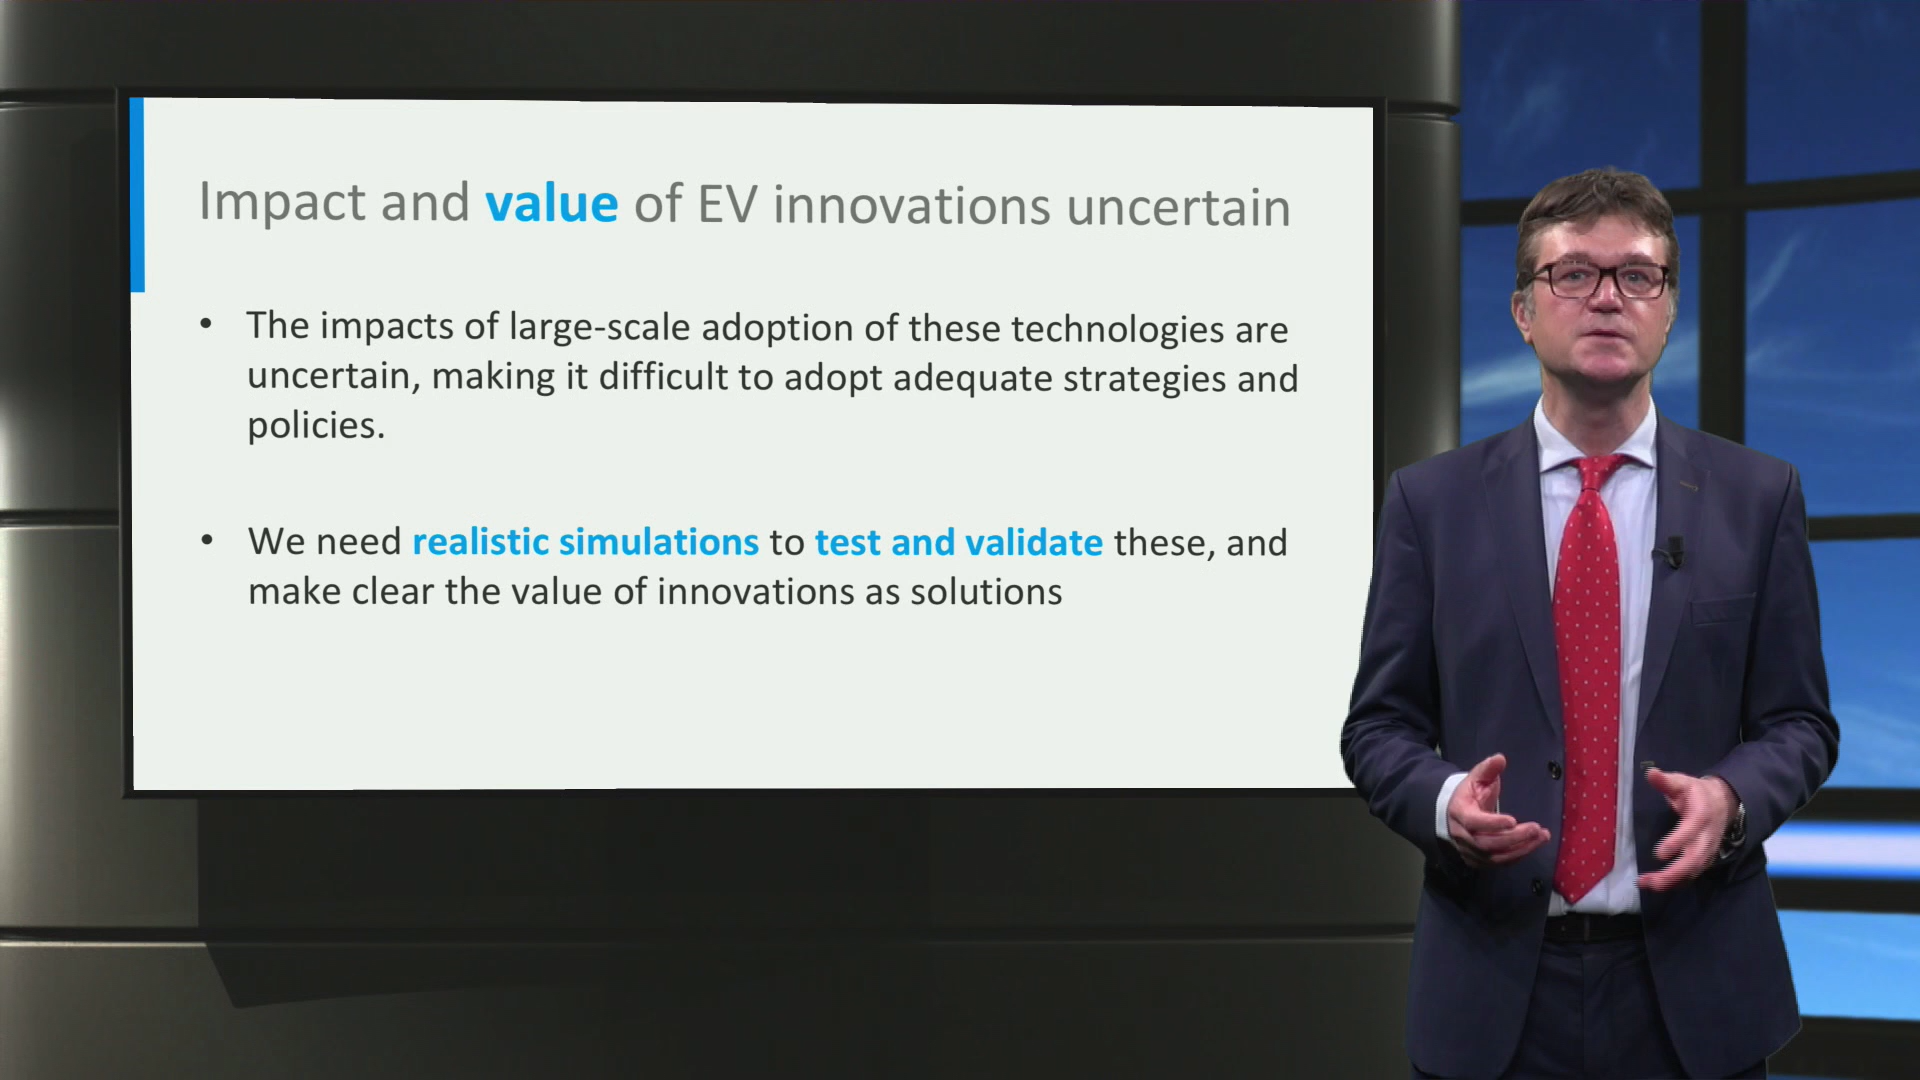 Impact and value of EV innovations uncertain
• The impacts of large-scale adoption of these technologies are
uncertain, making it difficult to adopt adequate strategies and
policies.
• We need realistic simulations to test and validate these, and
make clear the value of innovations as solutions